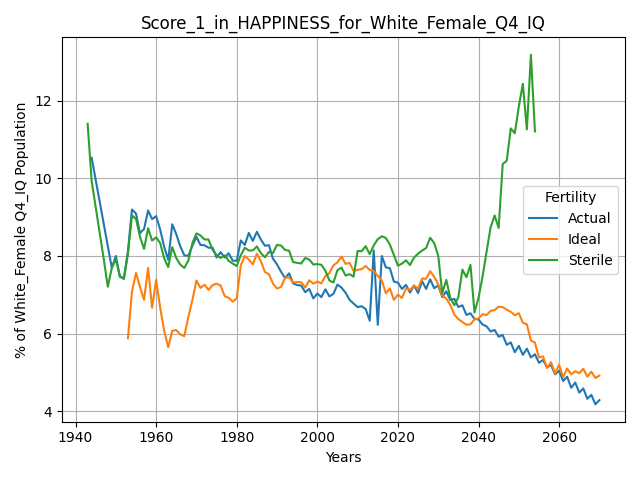 Score_1_in_HAPPINESS_for_White_Female_Q4_IQ
% of White_Female Q4_IQ Population
12
10
8
6
4
Fertility
Actual
Ideal
Sterile
1940 1960 1980 2000 2020 2040 2060
Years